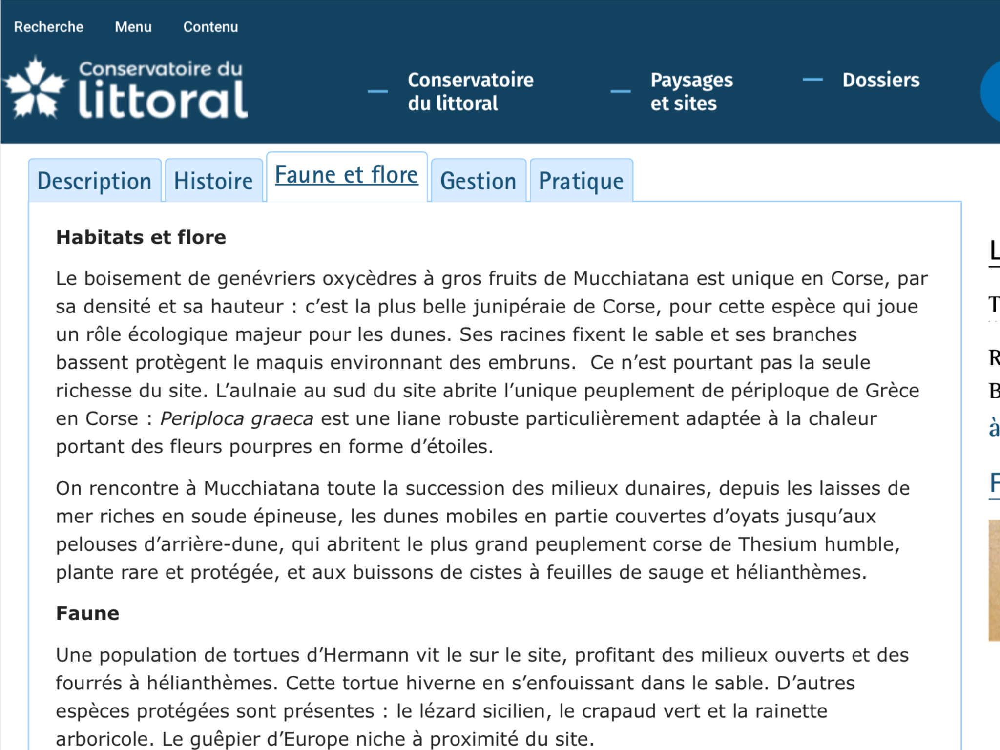 Recherche Menu Contenu
Conservatoire du
littoral
Conservatoire
du littoral
Paysages
et sites
Dossiers
Description Histoire Faune et flore Gestion Pratique
Habitats et flore
Le boisement de genévriers oxycèdres à gros fruits de Mucchiatana est unique en Corse, par
sa densité et sa hauteur : c’est la plus belle junipéraie de Corse, pour cette espèce qui joue
un rôle écologique majeur pour les dunes. Ses racines fixent le sable et ses branches
bassent protègent le maquis environnant des embruns.  Ce n’est pourtant pas la seule
richesse du site. L’aulnaie au sud du site abrite l’unique peuplement de périploque de Grèce
en Corse : Periploca graeca est une liane robuste particulièrement adaptée à la chaleur
portant des fleurs pourpres en forme d’étoiles.
On rencontre à Mucchiatana toute la succession des milieux dunaires, depuis les laisses de
mer riches en soude épineuse, les dunes mobiles en partie couvertes d’oyats jusqu’aux
pelouses d’arrière-dune, qui abritent le plus grand peuplement corse de Thesium humble,
plante rare et protégée, et aux buissons de cistes à feuilles de sauge et hélianthèmes.
Faune
Une population de tortues d’Hermann vit le sur le site, profitant des milieux ouverts et des
fourrés à hélianthèmes. Cette tortue hiverne en s’enfouissant dans le sable. D’autres
espèces protégées sont présentes : le lézard sicilien, le crapaud vert et la rainette
arboricole. Le guêpier d’Europe niche à proximité du site.
L
T
R
B
à
F